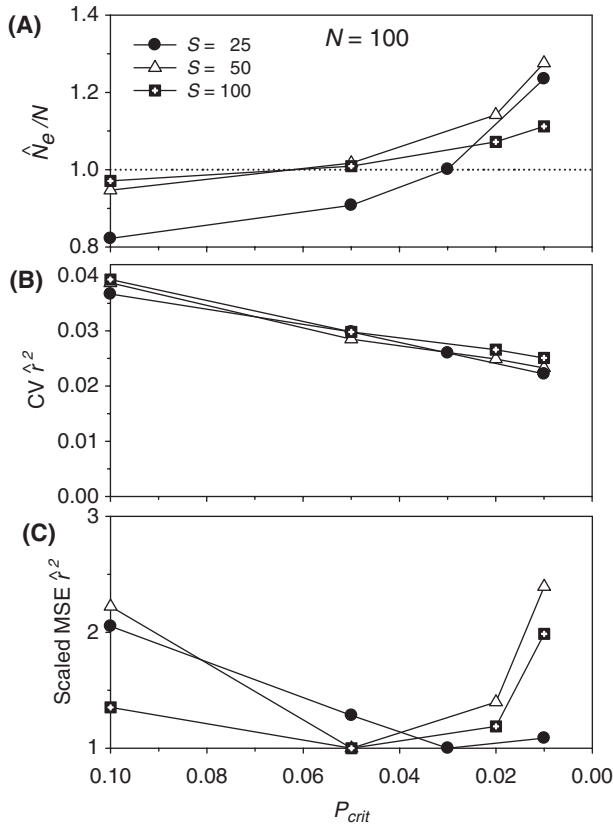 (A)
N = 100
S = 25
S = 50
S = 100
N̂e/N
1.4
1.2
1.0
0.8
(B)
CV r̂ 2
0.04
0.03
0.02
0.01
0.00
(C)
Scaled MSE r̂ 2
3
2
1
0.10 0.08 0.06 0.04 0.02 0.00
Pcrit